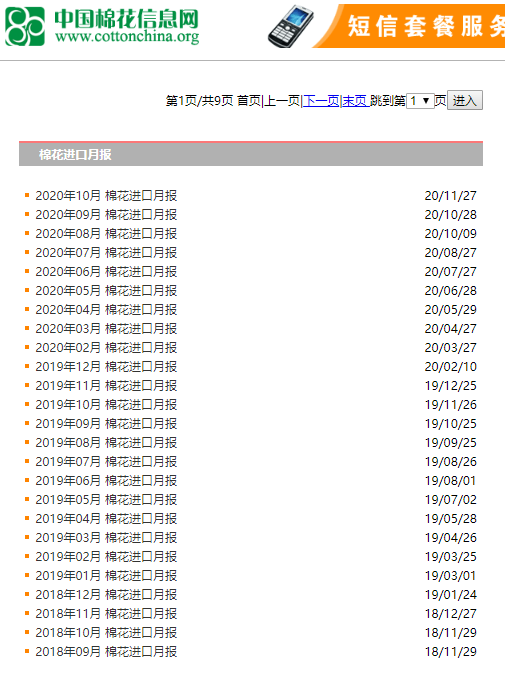 中国棉花信息网
www.cottonchina.org
短信套餐服务
第1页/共9页 首页|上一页|下一页|末页 跳到第1页进入
棉花进口月报
2020年10月 棉花进口月报 20/11/27
2020年09月 棉花进口月报 20/10/28
2020年08月 棉花进口月报 20/10/09
2020年07月 棉花进口月报 20/08/27
2020年06月 棉花进口月报 20/07/27
2020年05月 棉花进口月报 20/06/28
2020年04月 棉花进口月报 20/05/29
2020年03月 棉花进口月报 20/04/27
2020年02月 棉花进口月报 20/03/27
2019年12月 棉花进口月报 20/02/10
2019年11月 棉花进口月报 19/12/25
2019年10月 棉花进口月报 19/11/26
2019年09月 棉花进口月报 19/10/25
2019年08月 棉花进口月报 19/09/25
2019年07月 棉花进口月报 19/08/26
2019年06月 棉花进口月报 19/08/01
2019年05月 棉花进口月报 19/07/02
2019年04月 棉花进口月报 19/05/28
2019年03月 棉花进口月报 19/04/26
2019年02月 棉花进口月报 19/03/25
2019年01月 棉花进口月报 19/03/01
2018年12月 棉花进口月报 19/01/24
2018年11月 棉花进口月报 18/12/27
2018年10月 棉花进口月报 18/11/29
2018年09月 棉花进口月报 18/11/29